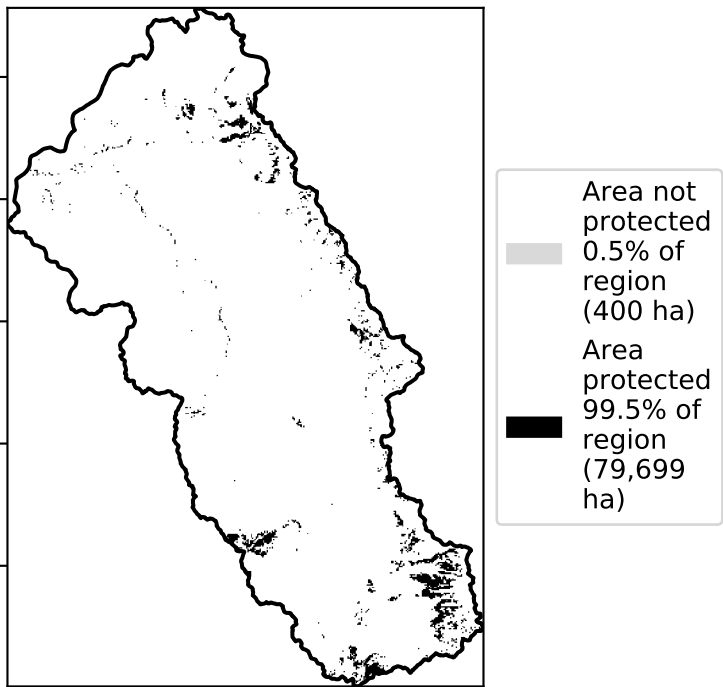 Area not
protected
0.5% of
region
(400 ha)
Area
protected
99.5% of
region
(79,699
ha)